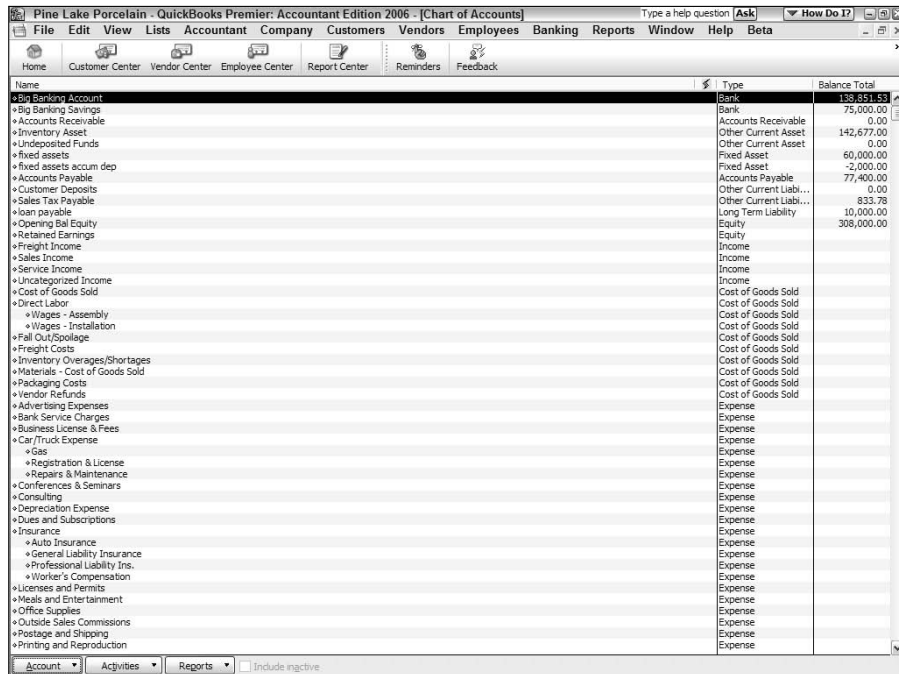 Pine Lake Porcelain - QuickBooks Premier: Accountant Edition 2006 - [Chart of Accounts] Type a help question Ask How Do I?
File Edit View Lists Accountant Company Customers Vendors Employees Banking Reports Window Help Beta
Home Customer Center Vendor Center Employee Center Report Center Reminders Feedback
Name Type Balance Total
Big Banking Account Bank 138,851.53
Big Banking Savings Bank 75,000.00
Accounts Receivable Accounts Receivable 0.00
Inventory Asset Other Current Asset 142,677.00
Undeposited Funds Other Current Asset 0.00
fixed assets Fixed Asset 60,000.00
fixed assets accum dep Fixed Asset -2,000.00
Accounts Payable Accounts Payable 77,400.00
Customer Deposits Other Current Liabi... 0.00
Sales Tax Payable Other Current Liabi... 833.78
loan payable Long Term Liability 10,000.00
Opening Bal Equity Equity 308,000.00
Retained Earnings Equity
Freight Income Income
Sales Income Income
Service Income Income
Uncategorized Income Income
Cost of Goods Sold Cost of Goods Sold
Direct Labor Cost of Goods Sold
Wages - Assembly Cost of Goods Sold
Wages - Installation Cost of Goods Sold
Fall Out/Spoilage Cost of Goods Sold
Freight Costs Cost of Goods Sold
Inventory Overages/Shortages Cost of Goods Sold
Materials - Cost of Goods Sold Cost of Goods Sold
Packaging Costs Cost of Goods Sold
Vendor Refunds Cost of Goods Sold
Advertising Expenses Expense
Bank Service Charges Expense
Business License & Fees Expense
Car/Truck Expense Expense
Gas Expense
Registration & License Expense
Repairs & Maintenance Expense
Conferences & Seminars Expense
Consulting Expense
Depreciation Expense Expense
Dues and Subscriptions Expense
Insurance Expense
Auto Insurance Expense
General Liability Insurance Expense
Professional Liability Ins. Expense
Worker's Compensation Expense
Licenses and Permits Expense
Meals and Entertainment Expense
Office Supplies Expense
Outside Sales Commissions Expense
Postage and Shipping Expense
Printing and Reproduction Expense
Account Activities Reports Include inactive